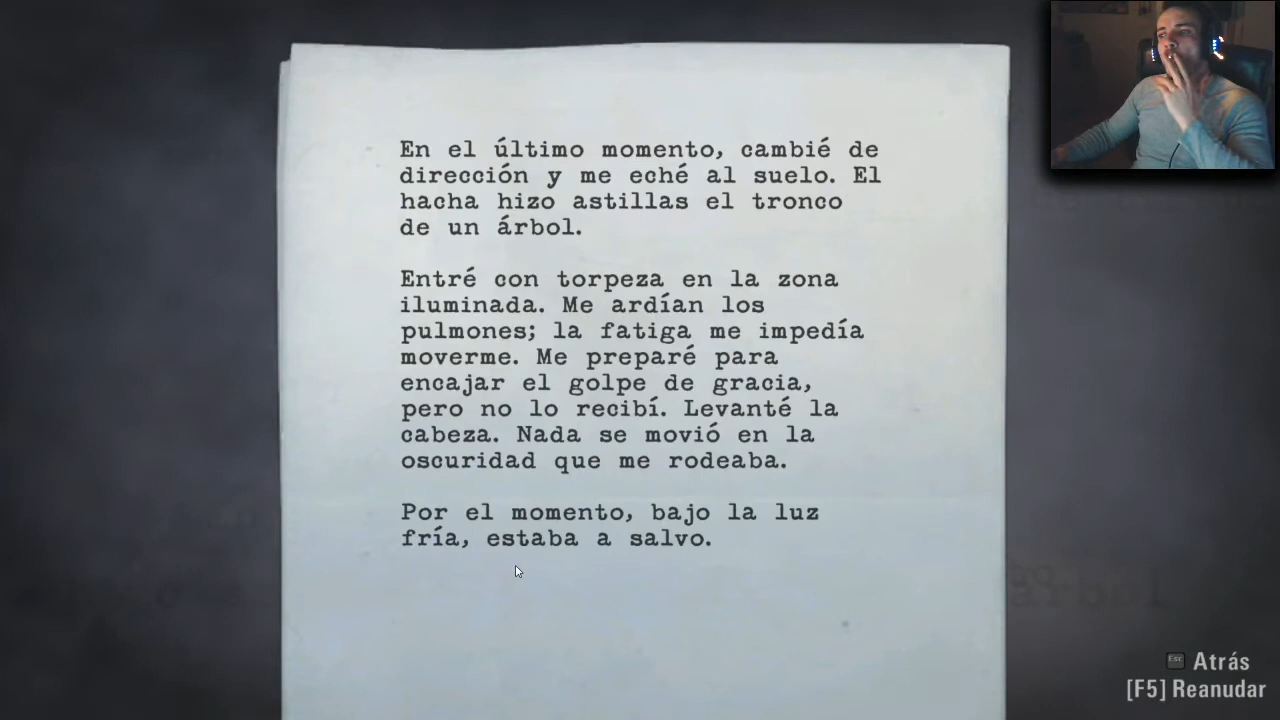 En el último momento, cambié de
dirección y me eché al suelo. El
hacha hizo astillas el tronco
de un árbol.
Entré con torpeza en la zona
iluminada. Me ardían los
pulmones; la fatiga me impedía
moverme. Me preparé para
encajar el golpe de gracia,
pero no lo recibí. Levanté la
cabeza. Nada se movió en la
oscuridad que me rodeaba.
Por el momento, bajo la luz
fría, estaba a salvo.
Esc Atrás
[F5] Reanudar